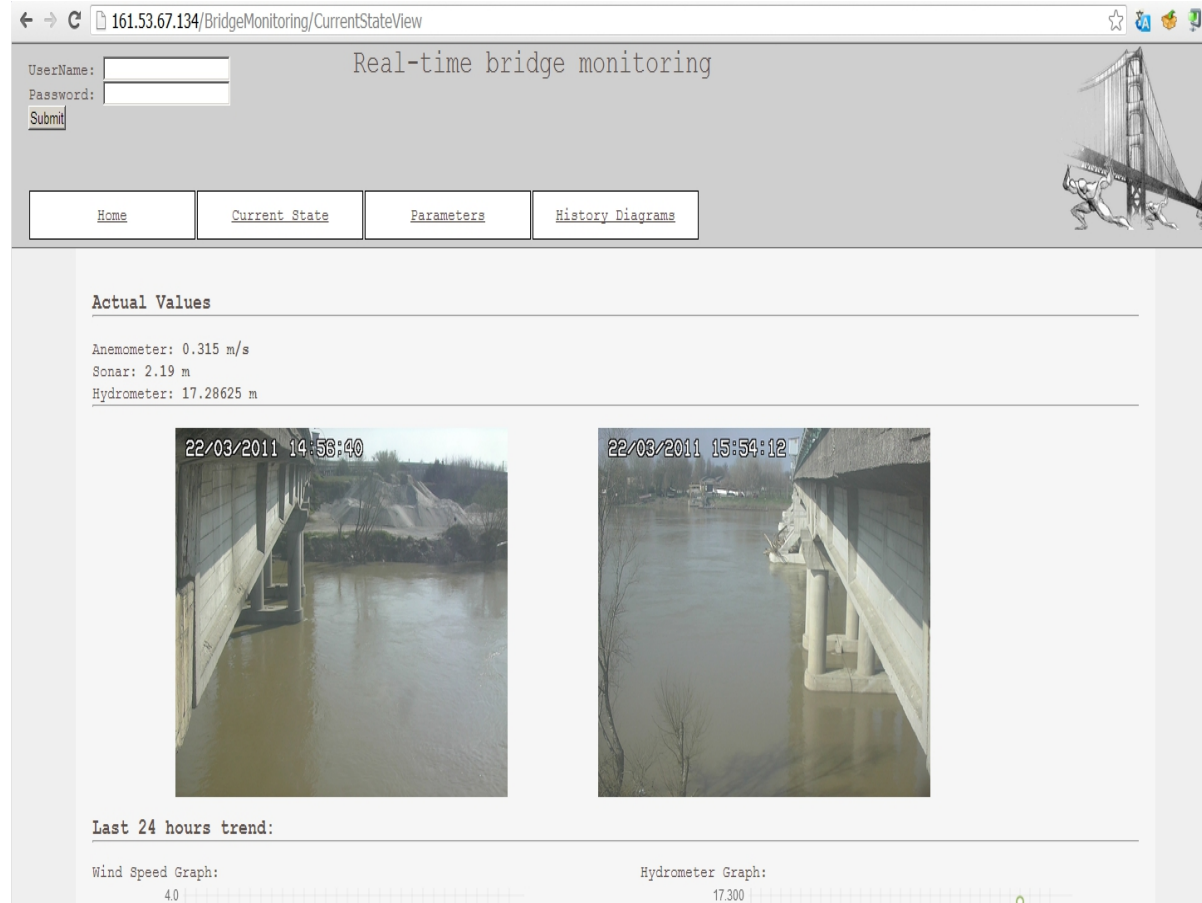 161.53.67.134/BridgeMonitoring/CurrentStateView
Real-time bridge monitoring
UserName:
Password:
Submit
Home
Current State
Parameters
History Diagrams
Actual Values
Anemometer: 0.315 m/s
Sonar: 2.19 m
Hydrometer: 17.28625 m
22/03/2011 14:56:40
22/03/2011 15:54:12
Last 24 hours trend:
Wind Speed Graph:
Hydrometer Graph:
4.0
17.300